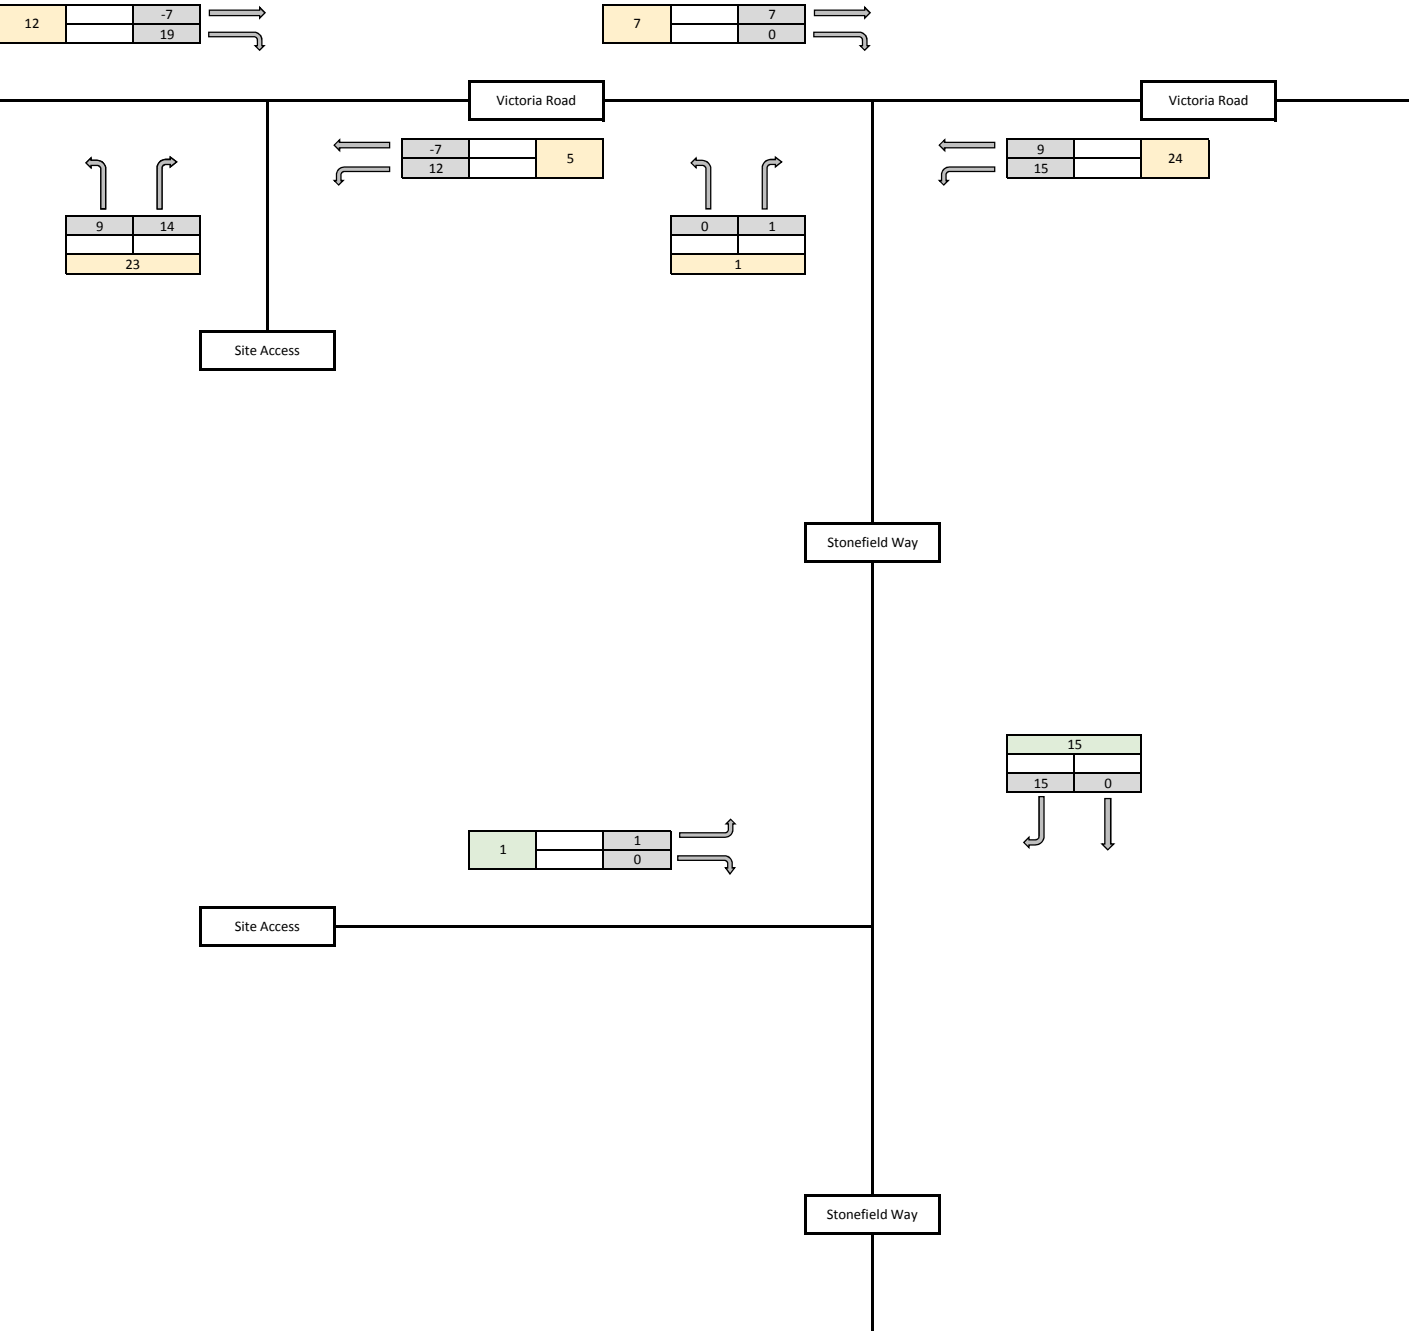 12 -7 7 7
19 0
Victoria Road Victoria Road
-7 5 9 24
12 15
9 14 0 1
23 1
Site Access
Stonefield Way
15
15 0
1 1
0
Site Access
Stonefield Way